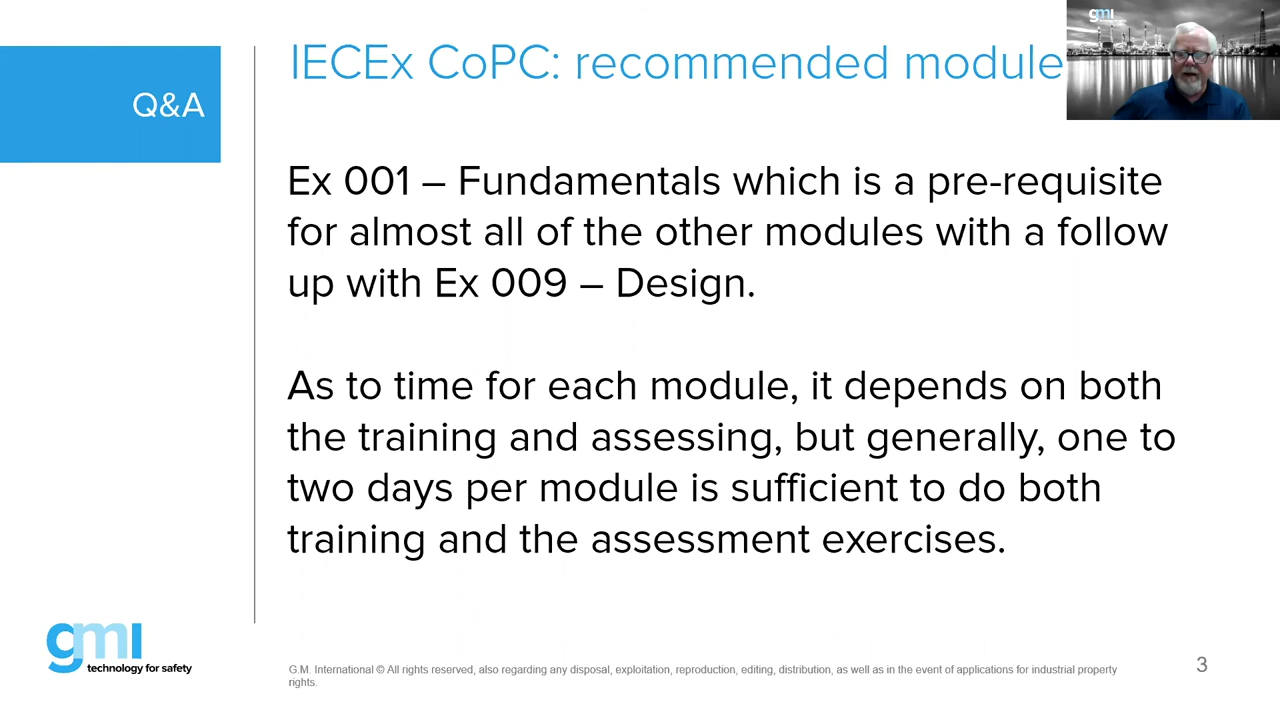 gmi
IECEx CoPC: recommended module
Q&A
Ex 001 – Fundamentals which is a pre-requisite
for almost all of the other modules with a follow
up with Ex 009 – Design.
As to time for each module, it depends on both
the training and assessing, but generally, one to
two days per module is sufficient to do both
training and the assessment exercises.
gmi
technology for safety
G.M. International © All rights reserved, also regarding any disposal, exploitation, reproduction, editing, distribution, as well as in the event of applications for industrial property
rights.
3